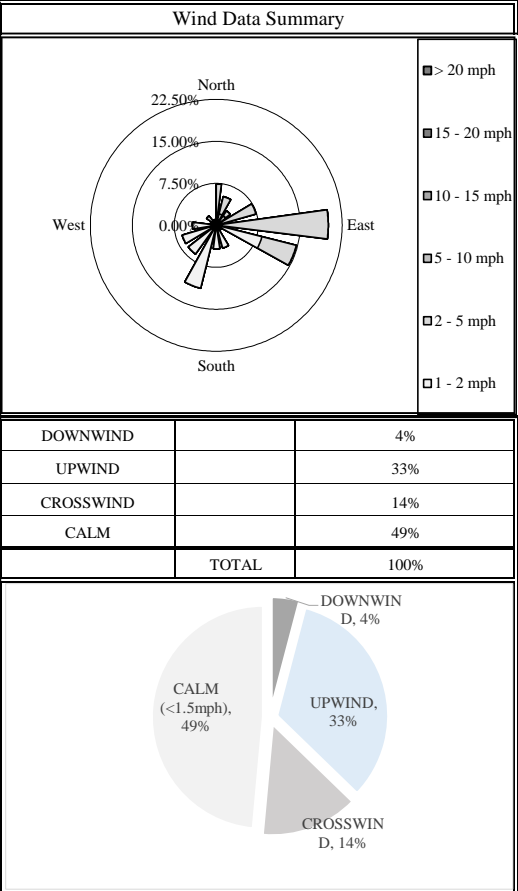 Wind Data Summary
North
22.50%
15.00%
7.50%
0.00%
West
East
South
> 20 mph
15 - 20 mph
10 - 15 mph
5 - 10 mph
2 - 5 mph
1 - 2 mph
DOWNWIND 4%
UPWIND 33%
CROSSWIND 14%
CALM 49%
TOTAL 100%
DOWNWIN
D, 4%
UPWIND,
33%
CROSSWIN
D, 14%
CALM
(<1.5mph),
49%